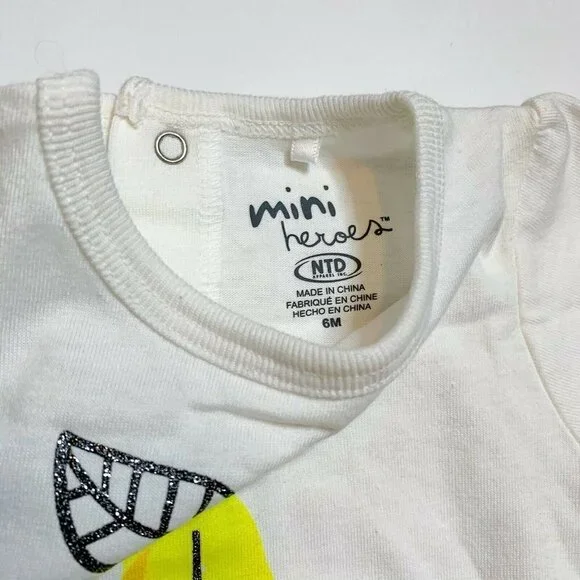 mini
heroes™
NTD
APPAREL INC.
MADE IN CHINA
FABRIQUÉ EN CHINE
HECHO EN CHINA
6M